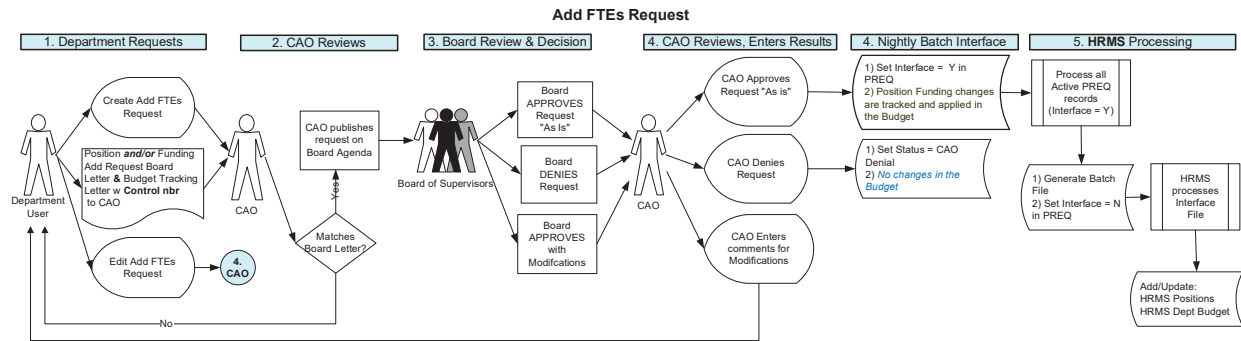 Add FTEs Request
1. Department Requests
2. CAO Reviews
3. Board Review & Decision
4. CAO Reviews, Enters Results
4. Nightly Batch Interface
5. HRMS Processing
Create Add FTEs
Request
Position and/or Funding
Add Request Board
Letter & Budget Tracking
Letter w Control nbr
to CAO
Department
User
Edit Add FTEs
Request
4.
CAO
CAO
CAO publishes
request on
Board Agenda
Yes
Matches
Board Letter?
No
Board of Supervisors
Board
APPROVES
Request
"As Is"
Board
DENIES
Request
Board
APPROVES
with
Modifcations
CAO
CAO Approves
Request "As is"
CAO Denies
Request
CAO Enters
comments for
Modifications
1) Set Interface = Y in
PREQ
2) Position Funding changes
are tracked and applied in
the Budget
1) Set Status = CAO
Denial
2) No changes in the
Budget
Process all
Active PREQ
records
(Interface = Y)
1) Generate Batch
File
2) Set Interface = N
in PREQ
HRMS
processes
Interface
File
Add/Update:
HRMS Positions
HRMS Dept Budget